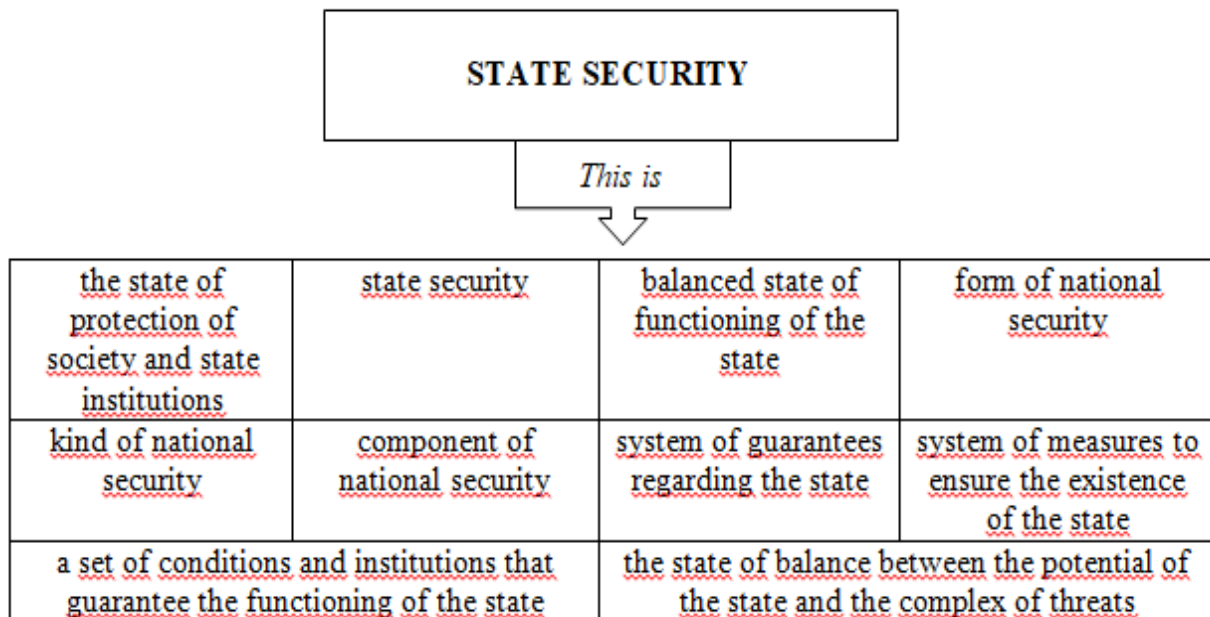 STATE SECURITY
This is
the state of
protection of
society and state
institutions
state security
balanced state of
functioning of the
state
form of national
security
kind of national
security
component of
national security
system of guarantees
regarding the state
system of measures to
ensure the existence
of the state
a set of conditions and institutions that
guarantee the functioning of the state
the state of balance between the potential of
the state and the complex of threats